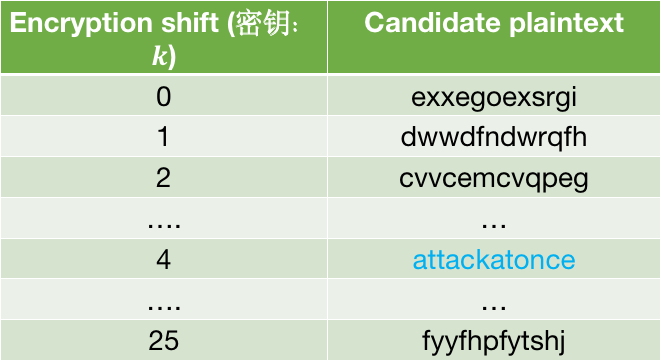 Encryption shift (密钥: Candidate plaintext
k)
0 exxegoexsrgi
1 dwwdfndwrqfh
2 cvvcemcvqpeg
…. …
4 attackatonce
…. …
25 fyyfhpfytshj